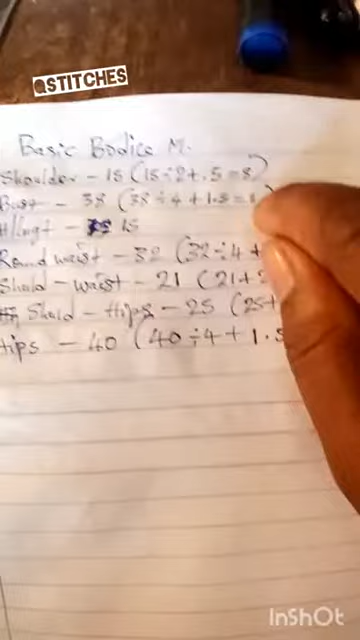 @STITCHES
Basic Bodice M.
Shoulder - 15 (15÷2+.5=8)
Bust - 38 (38÷4+1.5=1
15
Round waist - 32 (32÷4+
Should - waist - 21 (21+
Should - Hips - 25 (25+
Hips - 40 (40÷4+1.5
InShOt